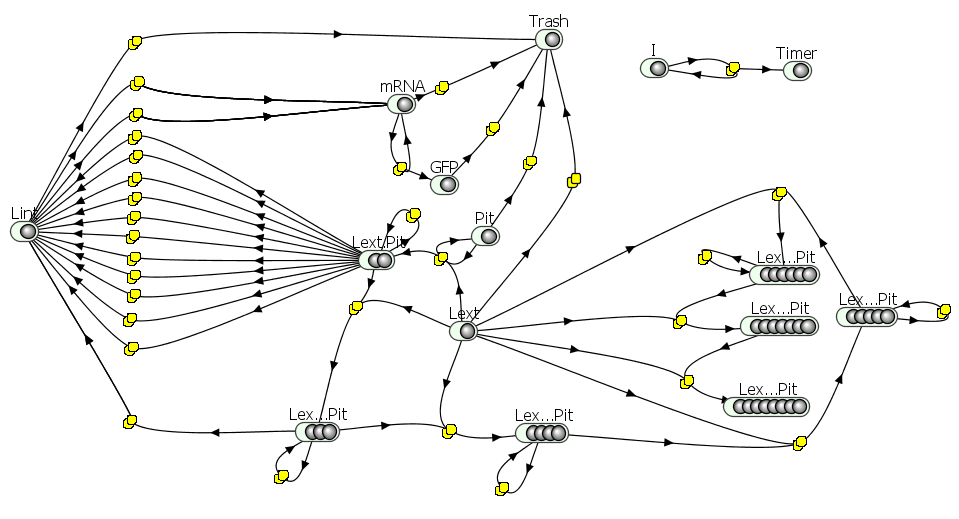 Trash
I
Timer
mRNA
GFP
Lint
Pit
Lext.Pit
Lex...Pit
Lex...Pit
Lext
Lex...Pit
Lex...Pit
Lex...Pit
Lex...Pit